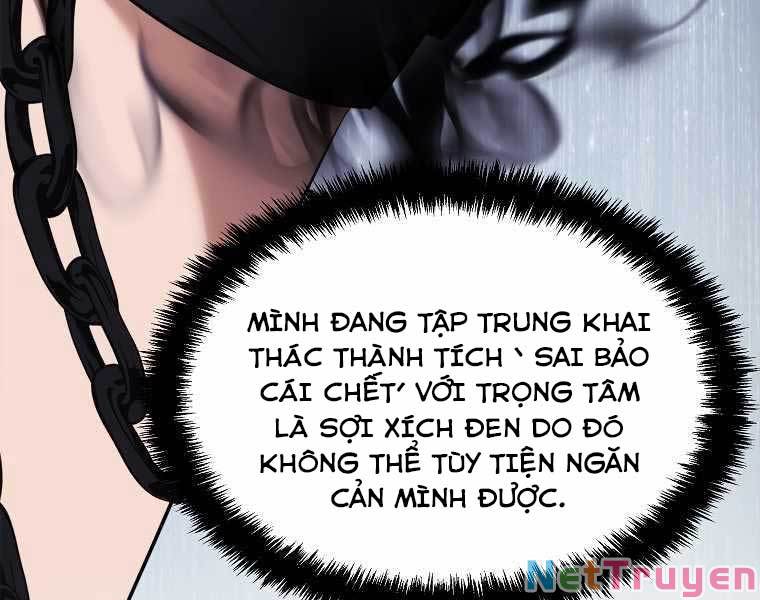 MÌNH ĐANG TẬP TRUNG KHAI
THÁC THÀNH TÍCH ` SAI BẢO
CÁI CHẾT´ VỚI TRỌNG TÂM
LÀ SỢI XÍCH ĐEN DO ĐÓ
KHÔNG THỂ TÙY TIỆN NGĂN
CẢN MÌNH ĐƯỢC.
NetTruyen